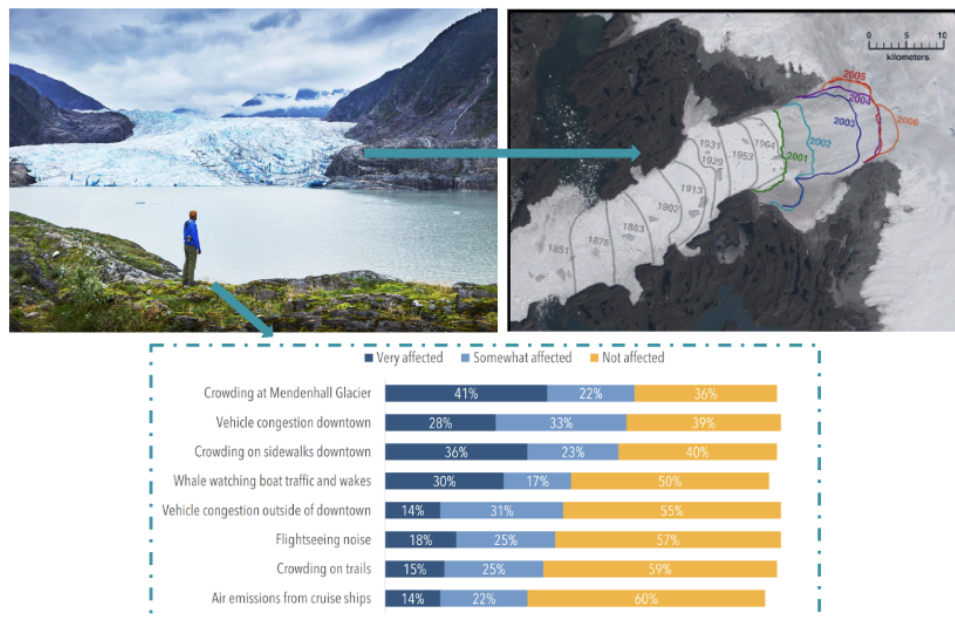 0 5 10
kilometers
2005
2004
2006
2003
2002
2001
1964
1953
1931
1929
1913
1902
1883
1875
1851
Very affected Somewhat affected Not affected
Crowding at Mendenhall Glacier 41% 22% 36%
Vehicle congestion downtown 28% 33% 39%
Crowding on sidewalks downtown 36% 23% 40%
Whale watching boat traffic and wakes 30% 17% 50%
Vehicle congestion outside of downtown 14% 31% 55%
Flightseeing noise 18% 25% 57%
Crowding on trails 15% 25% 59%
Air emissions from cruise ships 14% 22% 60%